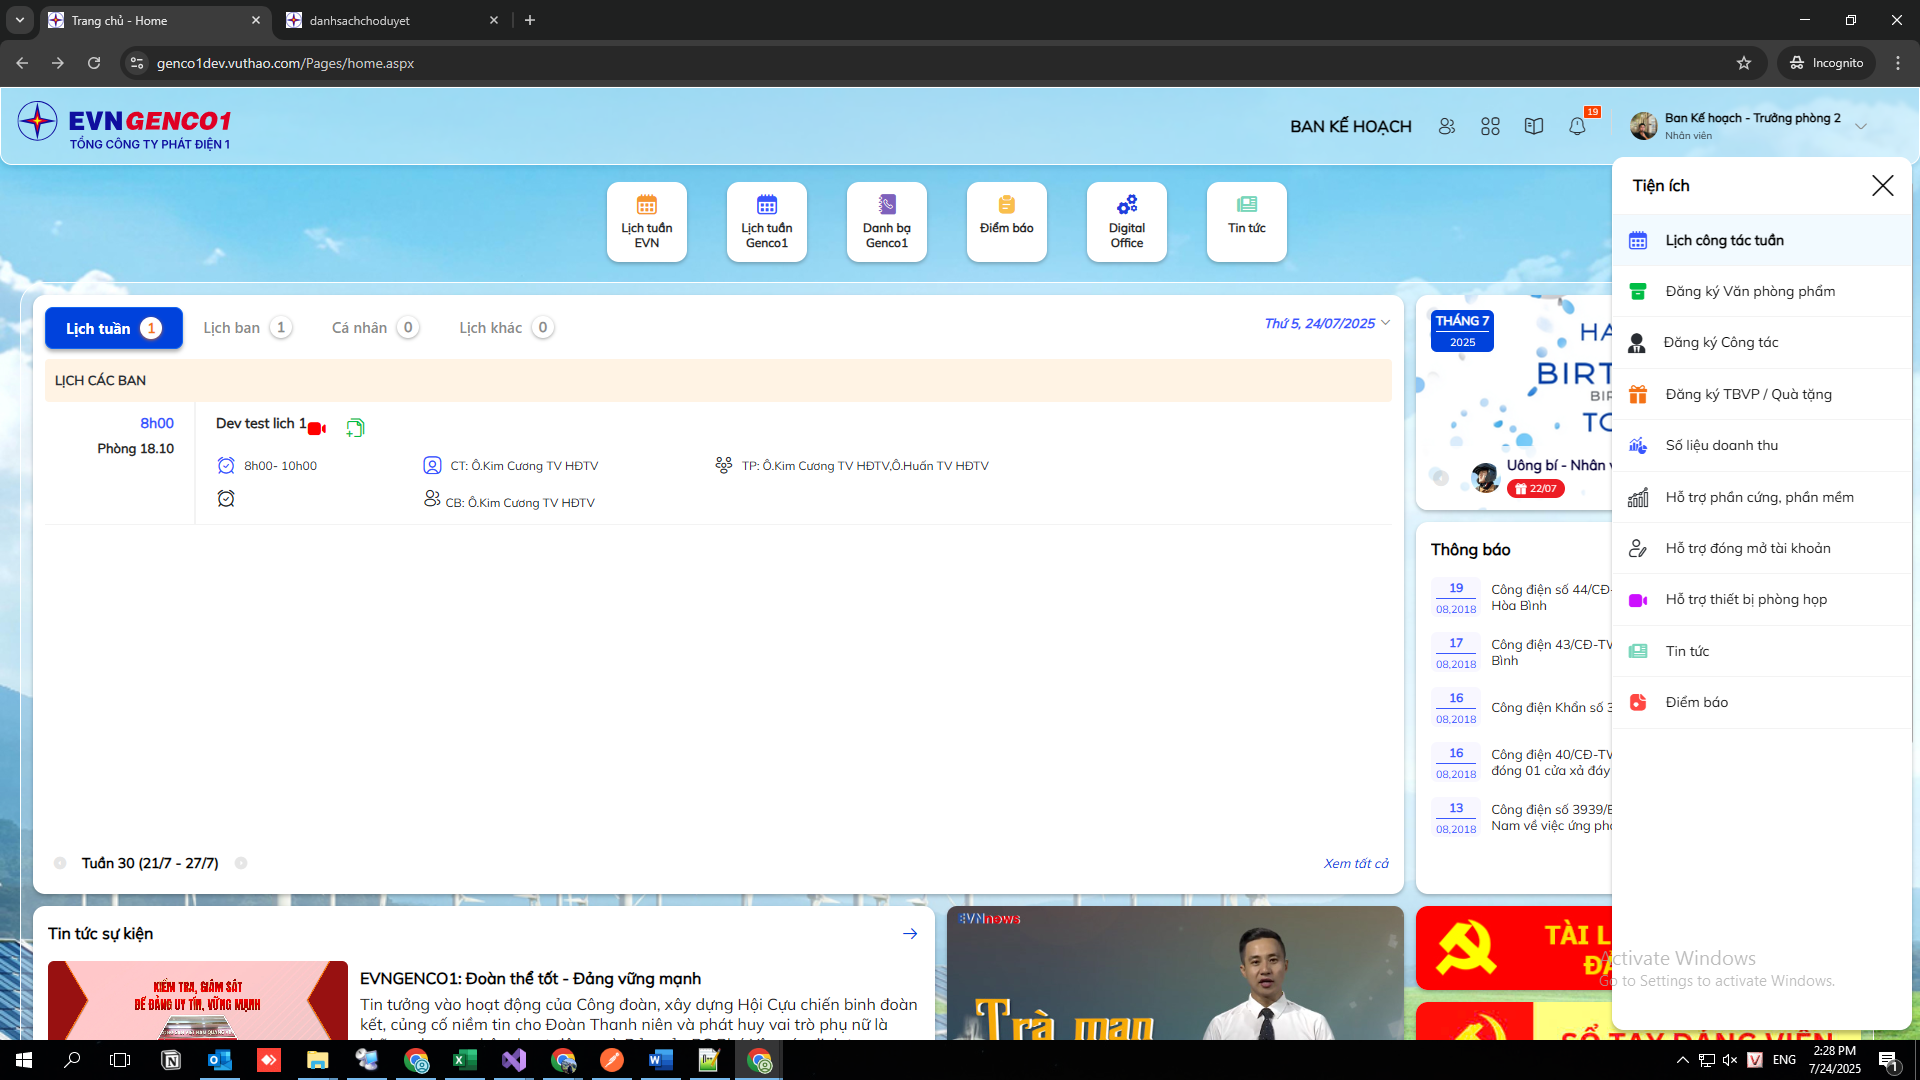 Trang chủ - Home
danhsachchoduyet
genco1dev.vuthao.com/Pages/home.aspx
Incognito
EVNGENCO1
TỔNG CÔNG TY PHÁT ĐIỆN 1
BAN KẾ HOẠCH
19
Ban Kế hoạch - Trưởng phòng 2
Nhân viên
Lịch tuần
EVN
Lịch tuần
Genco1
Danh bạ
Genco1
Điểm báo
Digital
Office
Tin tức
Tiện ích
Lịch công tác tuần
Đăng ký Văn phòng phẩm
Đăng ký Công tác
Đăng ký TBVP / Quà tặng
Số liệu doanh thu
Hỗ trợ phần cứng, phần mềm
Hỗ trợ đóng mở tài khoản
Hỗ trợ thiết bị phòng họp
Tin tức
Điểm báo
Lịch tuần 1
Lịch ban 1
Cá nhân 0
Lịch khác 0
Thứ 5, 24/07/2025
LỊCH CÁC BAN
8h00
Phòng 18.10
Dev test lich 1
8h00- 10h00
CT: Ô.Kim Cương TV HĐTV
TP: Ô.Kim Cương TV HĐTV,Ô.Huấn TV HĐTV
CB: Ô.Kim Cương TV HĐTV
Tuần 30 (21/7 - 27/7)
Xem tất cả
THÁNG 7
2025
HA
BIRT
BIF
TO
Uông bí - Nhân v
22/07
Thông báo
19
08.2018
Công điện số 44/CĐ-
Hòa Bình
17
08.2018
Công điện 43/CĐ-TV
Bình
16
08.2018
Công điện Khẩn số 3
16
08.2018
Công điện 40/CĐ-TV
đóng 01 cửa xả đáy
13
08.2018
Công điện số 3939/E
Nam về việc ứng phó
Tin tức sự kiện
KIỂM TRA, GIÁM SÁT
ĐỂ ĐẢNG UY TÍN, VỮNG MẠNH
EVNGENCO1: Đoàn thể tốt - Đảng vững mạnh
Tin tưởng vào hoạt động của Công đoàn, xây dựng Hội Cựu chiến binh đoàn
kết, củng cố niềm tin cho Đoàn Thanh niên và phát huy vai trò phụ nữ là
EVNnews
Trà mạn
TÀI L
ĐẢ
SỔ TAY ĐẢNG VIÊN
Activate Windows
Go to Settings to activate Windows.
ENG
2:28 PM
7/24/2025
1